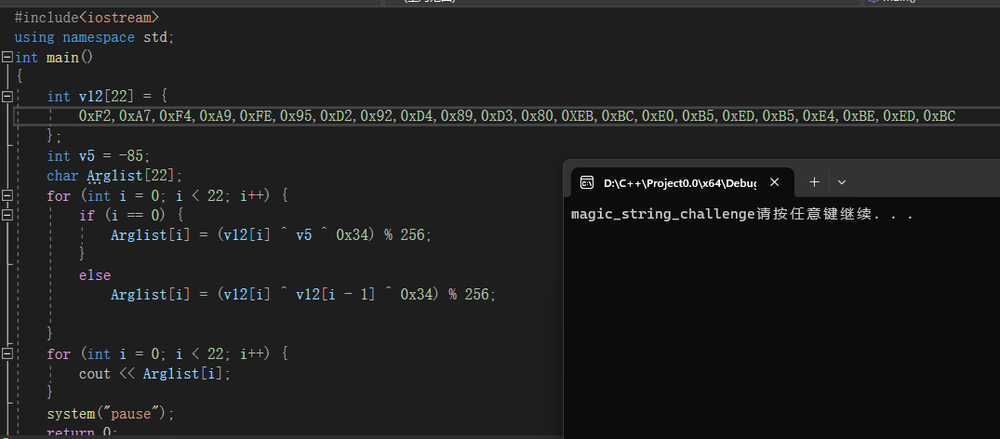 #include<iostream>
using namespace std;
int main()
{
int v12[22] = {
0xF2,0xA7,0xF4,0xA9,0xFE,0x95,0xD2,0x92,0xD4,0x89,0xD3,0x80,0XEB,0xBC,0xE0,0xB5,0xED,0xB5,0xE4,0xBE,0xED,0xBC
};
int v5 = -85;
char Arglist[22];
for (int i = 0; i < 22; i++) {
if (i == 0) {
Arglist[i] = (v12[i] ^ v5 ^ 0x34) % 256;
}
else
Arglist[i] = (v12[i] ^ v12[i - 1] ^ 0x34) % 256;
}
for (int i = 0; i < 22; i++) {
cout << Arglist[i];
}
system("pause");
return 0;
D:\C++\Project0.0\x64\Debug
magic_string_challenge请按任意键继续. . .